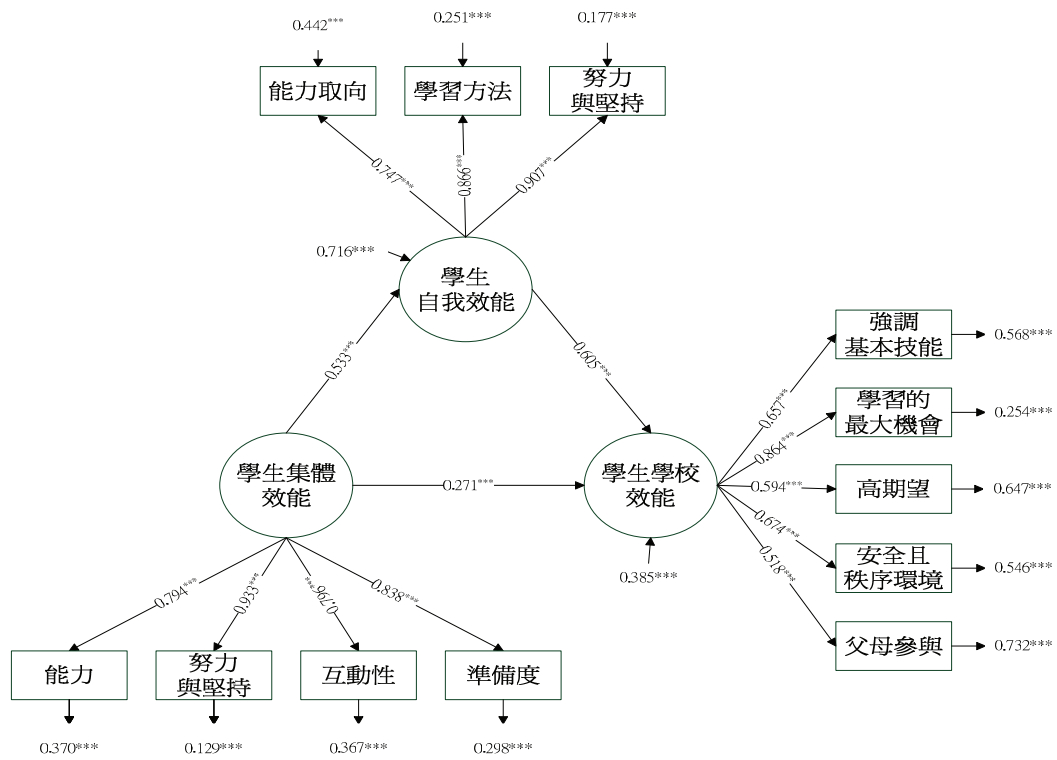 0.442***
0.251***
0.177***
能力取向
學習方法
努力
與堅持
0.747***
0.866***
0.907***
0.716***
學生
自我效能
0.533***
0.605***
學生集體
效能
0.271***
學生學校
效能
0.385***
0.657***
0.864***
0.594***
0.674***
0.518***
強調
基本技能
0.568***
學習的
最大機會
0.254***
高期望
0.647***
安全且
秩序環境
0.546***
父母參與
0.732***
0.794***
0.933***
0.796***
0.838***
能力
努力
與堅持
互動性
準備度
0.370***
0.129***
0.367***
0.298***